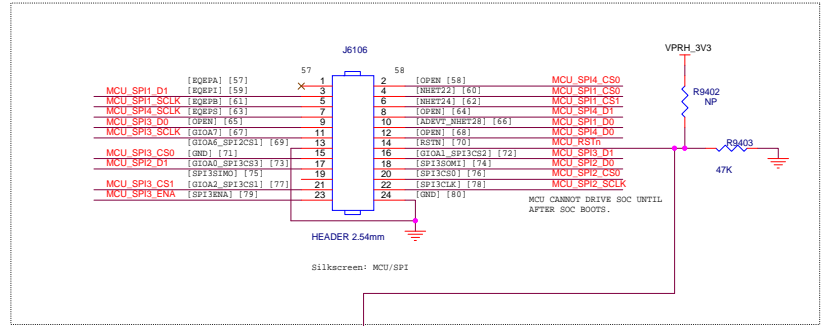 J6106
VPRH_3V3
57 58
[EQEPA] [57] 1 2 [OPEN [58] MCU_SPI4_CS0
MCU_SPI1_D1 [EQEPI] [59] 3 4 [NHET22] [60] MCU_SPI1_CS0
MCU_SPI1_SCLK [EQEPB] [61] 5 6 [NHET24] [62] MCU_SPI1_CS1
MCU_SPI4_SCLK [EQEPS] [63] 7 8 [OPEN] [64] MCU_SPI4_D1
MCU_SPI3_D0 [OPEN] [65] 9 10 [ADEVT_NHET28] [66] MCU_SPI1_D0
MCU_SPI3_SCLK [GIOA7] [67] 11 12 [OPEN] [68] MCU_SPI4_D0
[GIOA6_SPI2CS1] [69] 13 14 [RSTN] [70] MCU_RSTn
MCU_SPI3_CS0 [GND] [71] 15 16 [GIOA1_SPI3CS2] [72] MCU_SPI3_D1
MCU_SPI2_D1 [GIOA0_SPI3CS3] [73] 17 18 [SPI3SOMI] [74] MCU_SPI2_D0
[SPI3SIMO] [75] 19 20 [SPI3CS0] [76] MCU_SPI2_CS0
MCU_SPI3_CS1 [GIOA2_SPI3CS1] [77] 21 22 [SPI3CLK] [78] MCU_SPI2_SCLK
MCU_SPI3_ENA [SPI3ENA] [79] 23 24 [GND] [80]
R9402
NP
R9403
47K
MCU CANNOT DRIVE SOC UNTIL
AFTER SOC BOOTS.
HEADER 2.54mm
Silkscreen: MCU/SPI